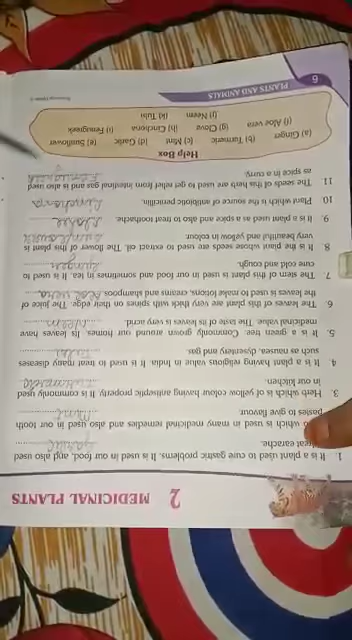 2 MEDICINAL PLANTS
1. It is a plant used to cure gastric problems. It is used in our food, and also used
treat earache. Garlic
which is used in many medicinal remedies and also used in our tooth
pastes to give flavour. Mint
3. Herb which is of yellow colour having antiseptic property. It is commonly used
in our kitchen.
4. It is a plant having religious value in India. It is used to treat many diseases
such as nausea, dysentery and gas. Tulsi
5. It is a green tree. Commonly grown around our homes. Its leaves have
medicinal value. The taste of its leaves is very acrid. Neem
6. The leaves of this plant are very thick with spines on their edge. The juice of
the leaves is used to make lotions, creams and shampoos. Aloe vera
7. The stem of this plant is used in our food and sometimes in tea. It is used to
cure cold and cough.
8. It is the plant whose seeds are used to extract oil. The flower of this plant is
very beautiful and yellow in colour.
9. It is a plant used as a spice and also to treat toothache.
10. Plant which is the source of antibiotic penicillin.
11. The seeds of this herb are used to get relief from intestinal gas and is also used
as spice in a curry.
Help Box
(a) Ginger (b) Turmeric (c) Mint (d) Garlic (e) Sunflower
(f) Aloe vera (g) Clove (h) Cinchona (i) Fenugreek
(j) Neem (k) Tulsi
6 PLANTS AND ANIMALS